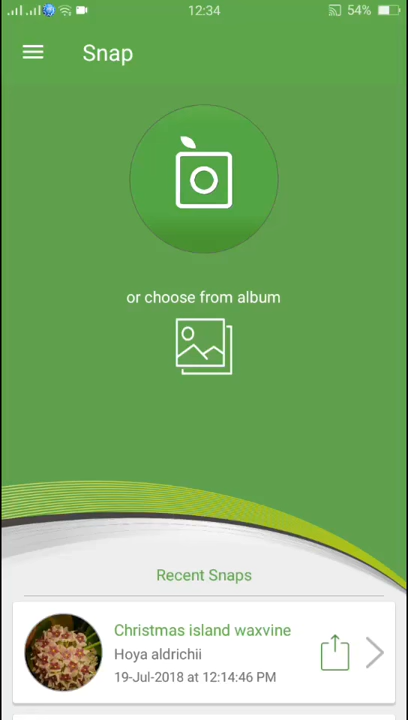 12:34 54%
Snap
or choose from album
Recent Snaps
Christmas island waxvine
Hoya aldrichii
19-Jul-2018 at 12:14:46 PM